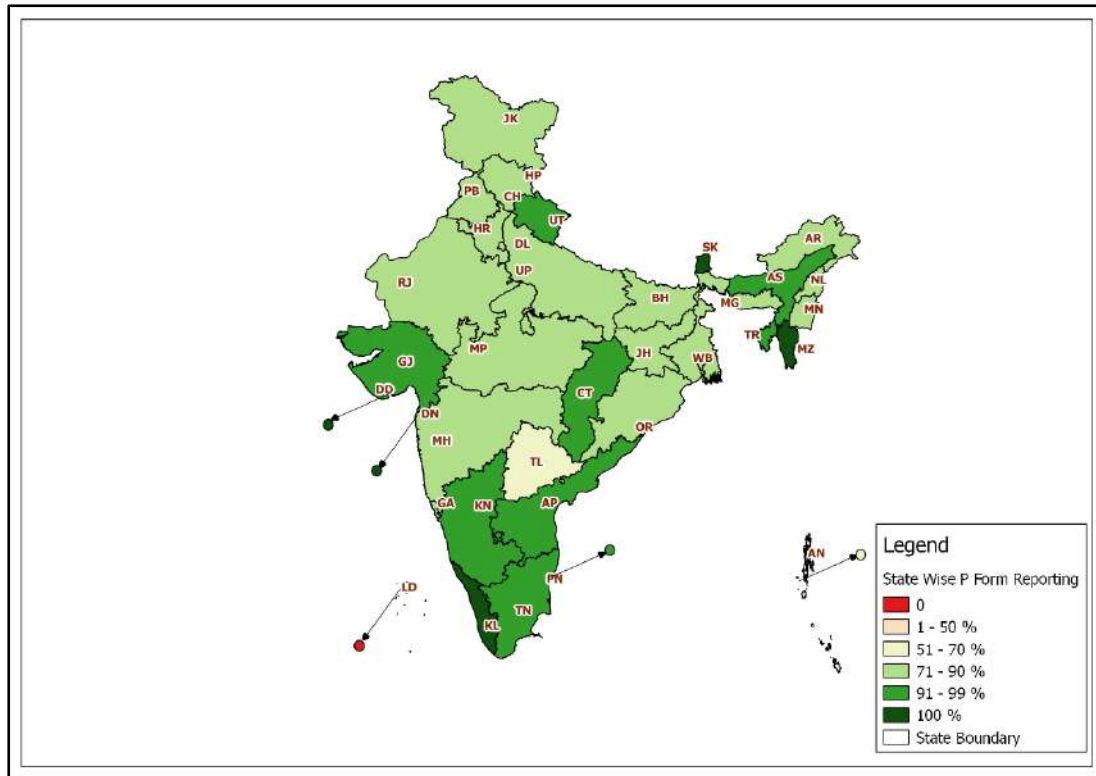 JK
HP
PB
CH
UT
HR
DL
AR
SK
UP
AS
NL
RJ
BH
MG
MN
TR
MP
JH
WB
MZ
GJ
DD
CT
DN
OR
MH
TL
GA
KN
AP
AN
PN
LD
TN
KL
Legend
State Wise P Form Reporting
0
1 - 50 %
51 - 70 %
71 - 90 %
91 - 99 %
100 %
State Boundary